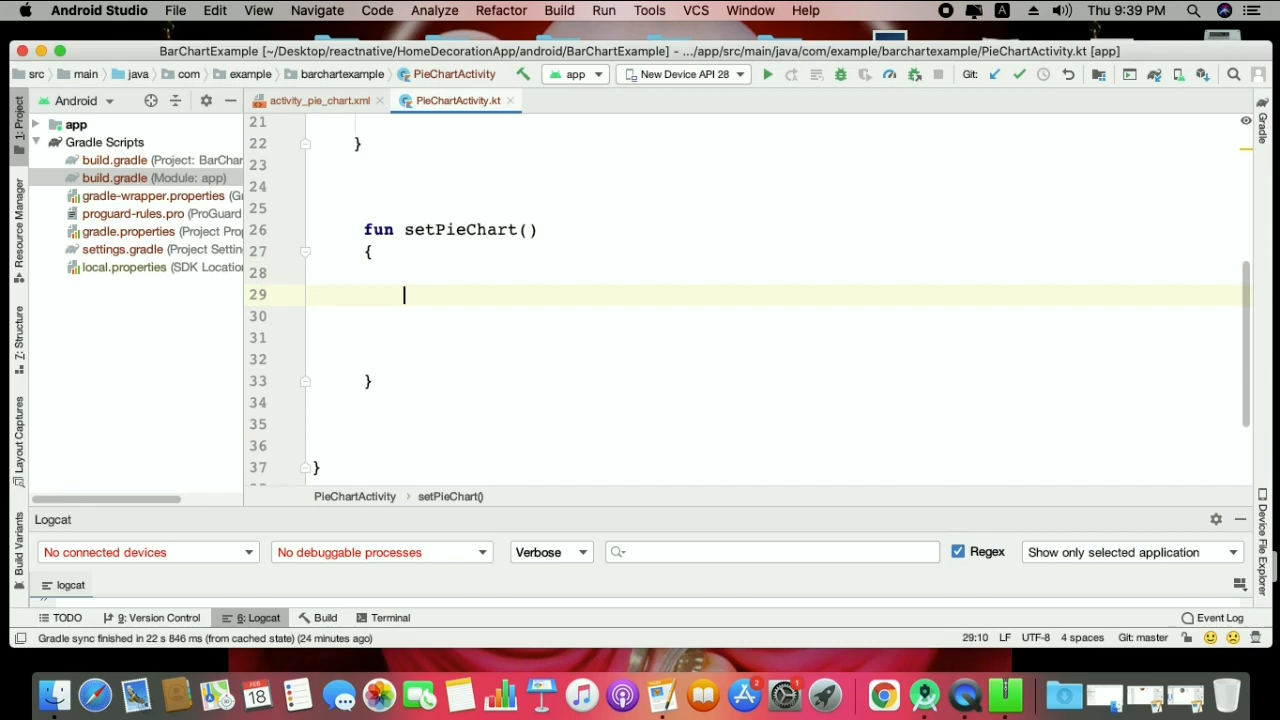 Android Studio File Edit View Navigate Code Analyze Refactor Build Run Tools VCS Window Help A Thu 9:39 PM
BarChartExample [~/Desktop/reactnative/HomeDecorationApp/android/BarChartExample] - .../app/src/main/java/com/example/barchartexample/PieChartActivity.kt [app]
src main java com example barchartexample PieChartActivity app New Device API 28 Git:
Android activity_pie_chart.xml PieChartActivity.kt
app
Gradle Scripts
build.gradle (Project: BarChar
build.gradle (Module: app)
gradle-wrapper.properties (G
proguard-rules.pro (ProGuard
gradle.properties (Project Pro
settings.gradle (Project Settin
local.properties (SDK Locatio
1: Project
Resource Manager
7: Structure
Layout Captures
Build Variants
21
22 }
23
24
25
26 fun setPieChart()
27 {
28
29
30
31
32
33 }
34
35
36
37 }
PieChartActivity setPieChart()
Gradle
Device File Explorer
Logcat
No connected devices No debuggable processes Verbose Regex Show only selected application
logcat
TODO 9: Version Control 6: Logcat Build Terminal Event Log
Gradle sync finished in 22 s 846 ms (from cached state) (24 minutes ago) 29:10 LF UTF-8 4 spaces Git: master
FEB
18
2
1